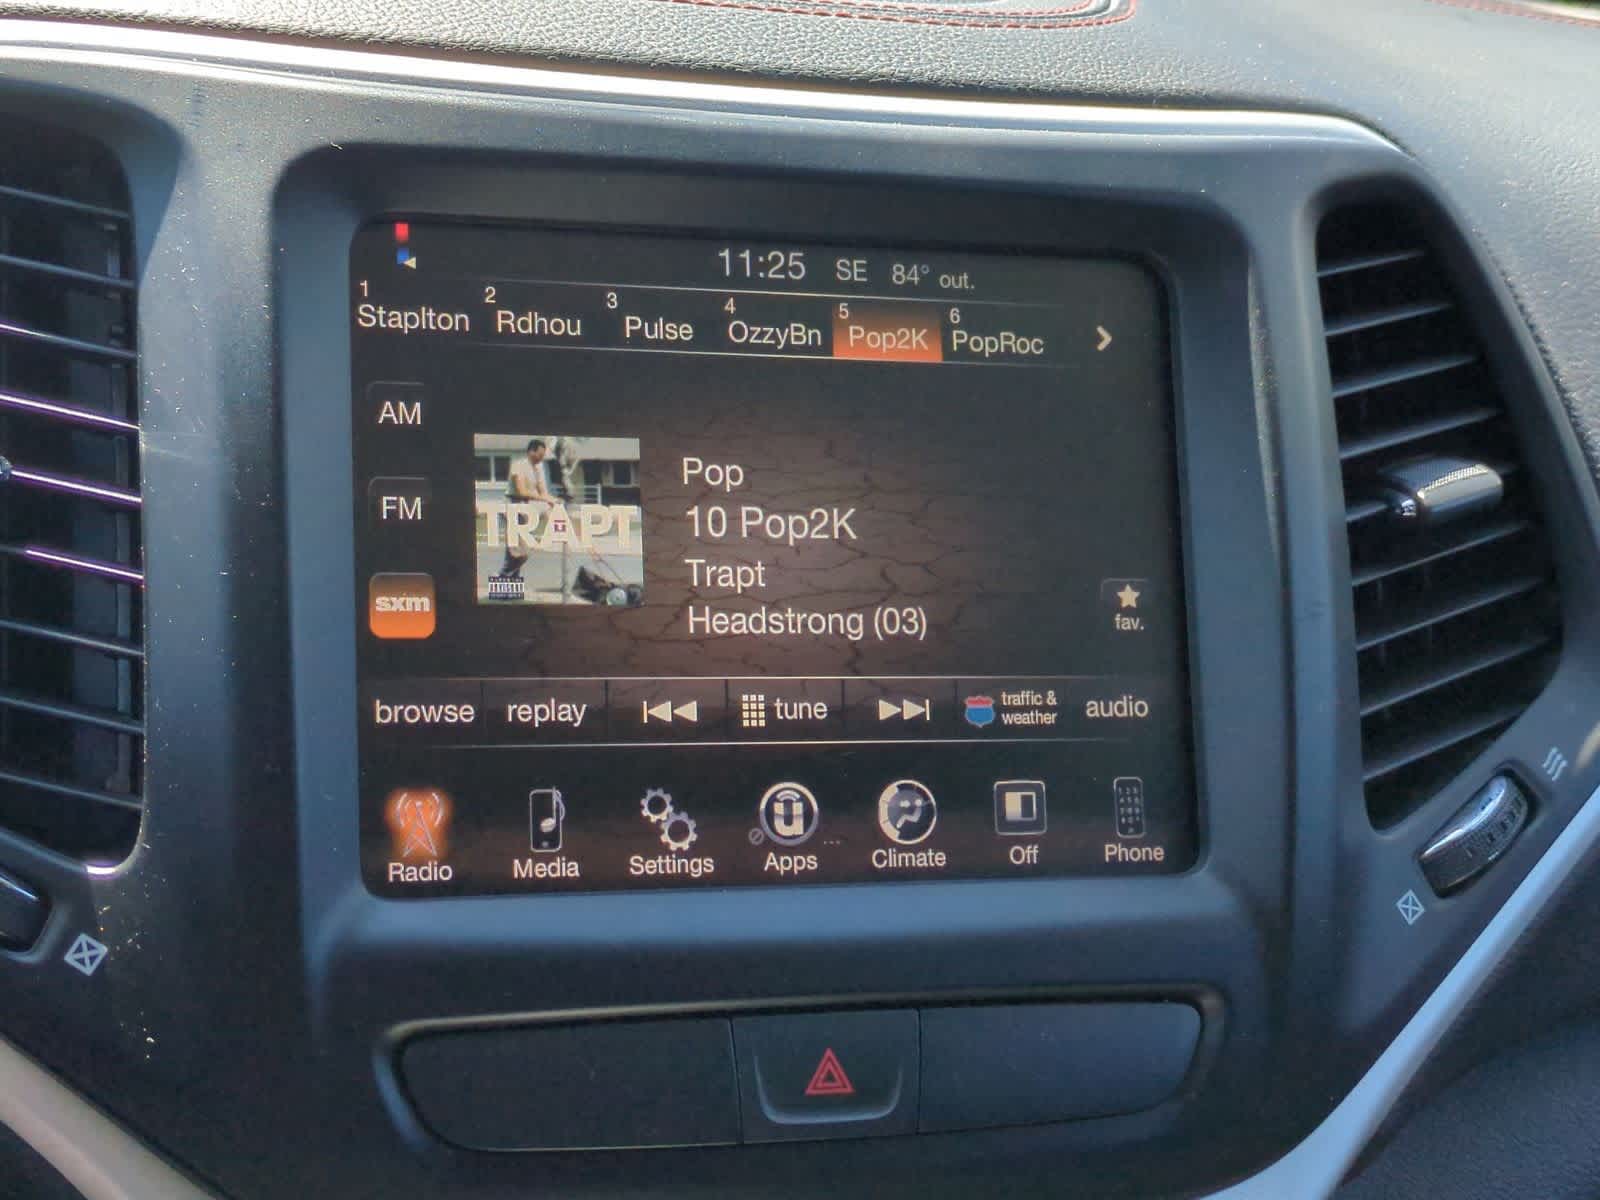 11:25 SE 84° out.
1 2 3 4 5 6
Staplton Rdhou Pulse OzzyBn Pop2K PopRoc
AM
FM
sxm
TRAPT
Pop
10 Pop2K
Trapt
Headstrong (03)
fav.
browse replay tune traffic & weather audio
Radio Media Settings Apps Climate Off Phone